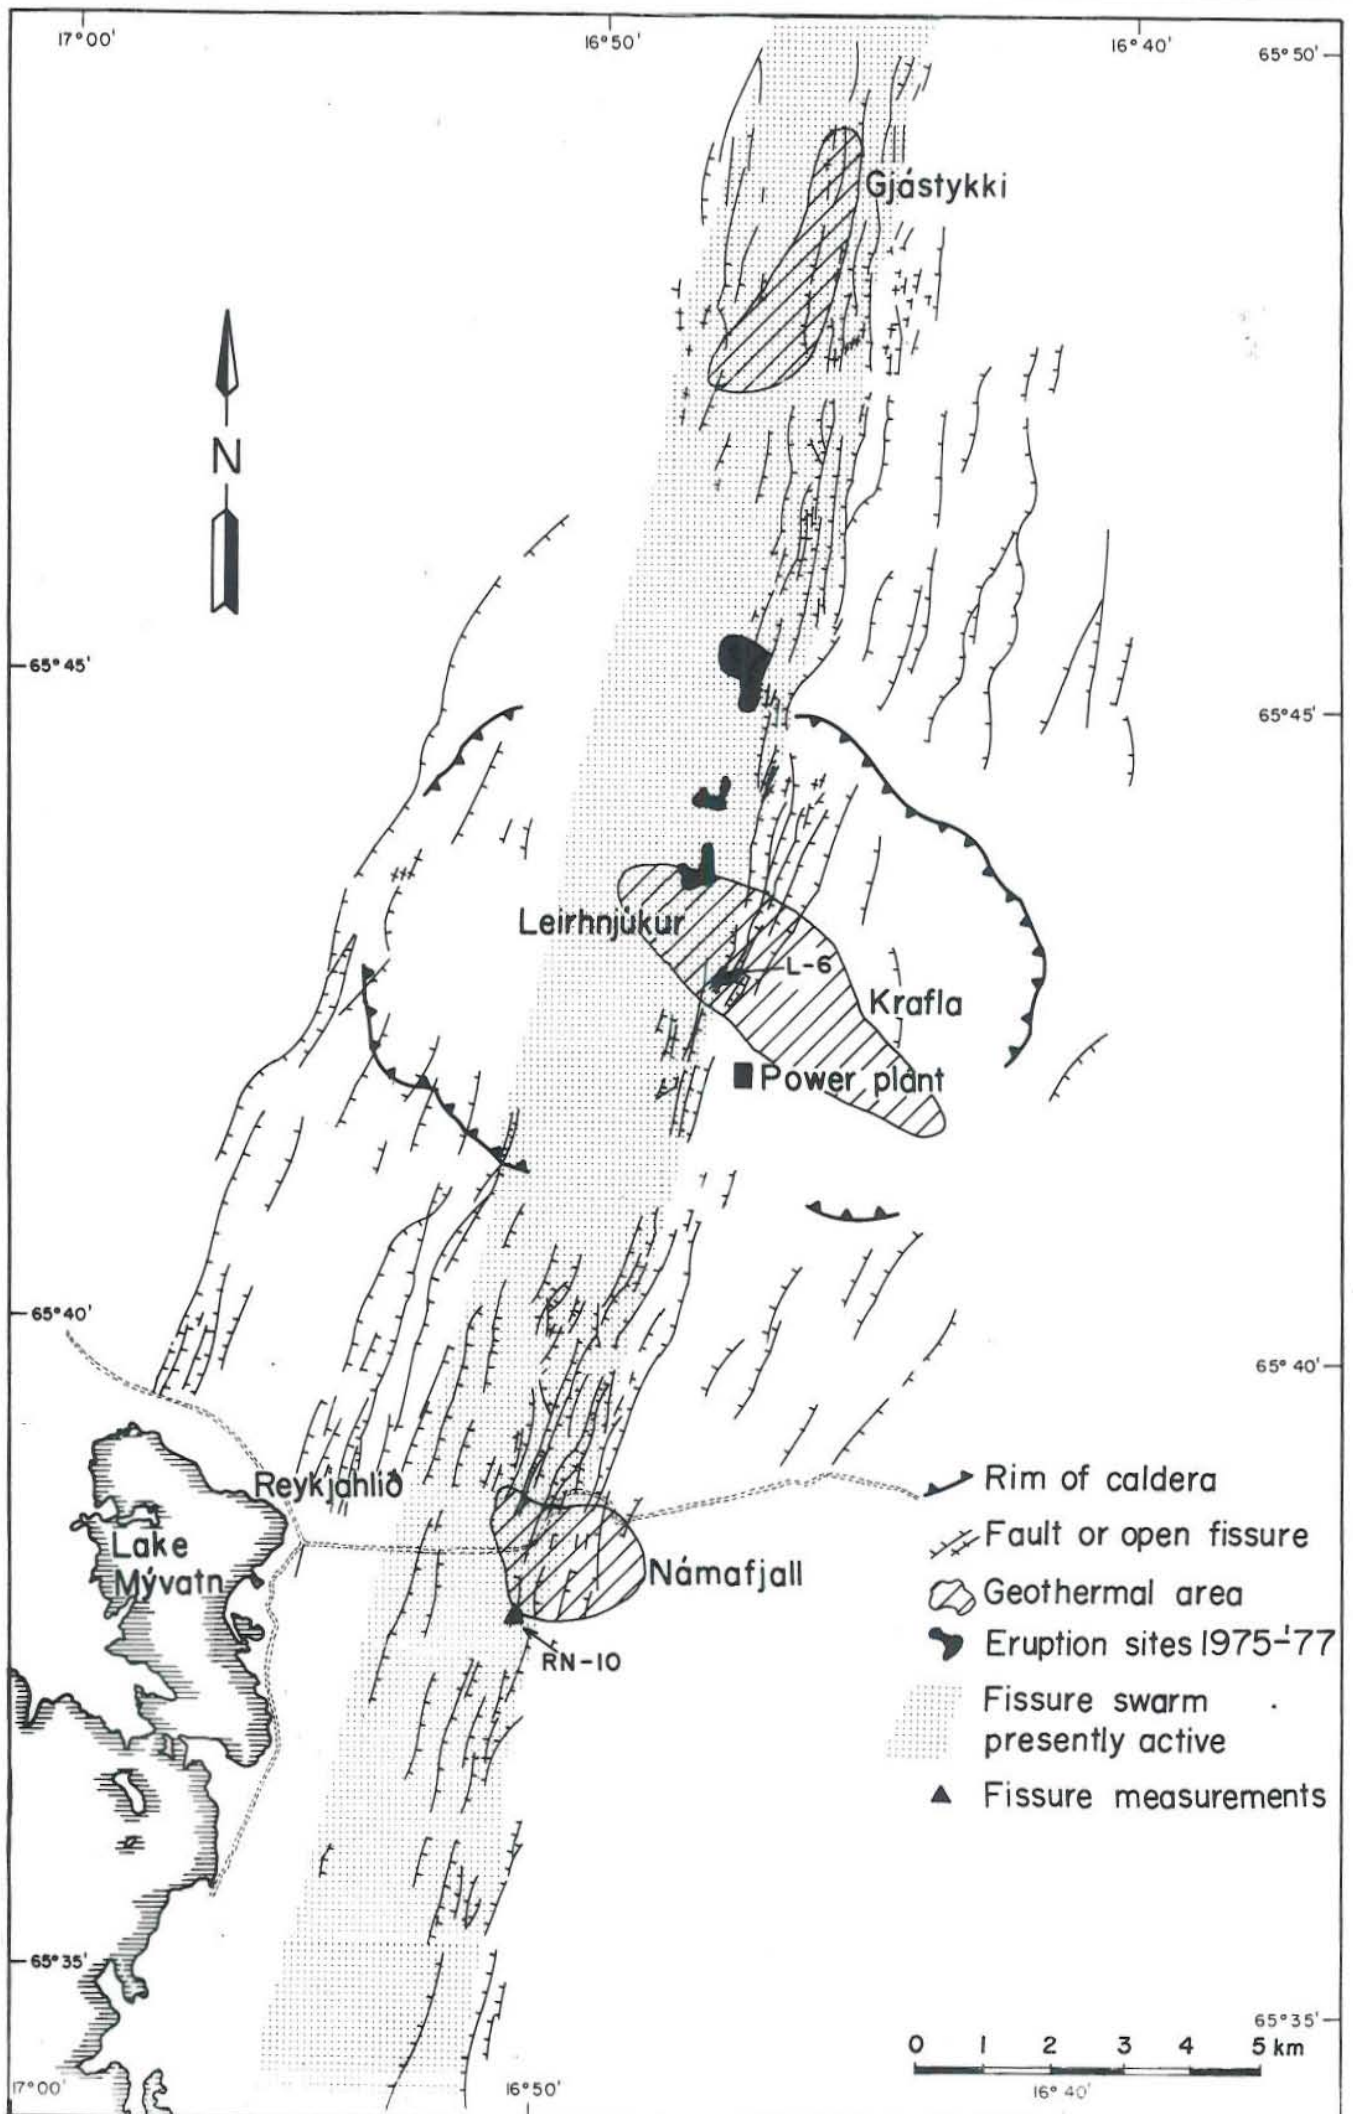 17°00'
16°50'
16°40'
65°50'
Gjástykki
N
65°45'
65°45'
Leirhnjúkur
L-6
Krafla
Power plant
65°40'
65°40'
Reykjahlið
Rim of caldera
Fault or open fissure
Lake
Mývatn
Námafjall
Geothermal area
Eruption sites 1975-'77
RN-10
Fissure swarm
presently active
Fissure measurements
65°35'
65°35'
0 1 2 3 4 5 km
17°00'
16°50'
16°40'